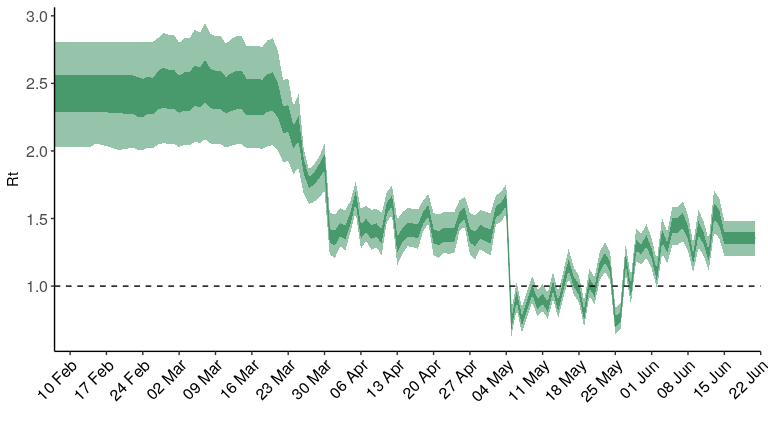 3.0
2.5
2.0
1.5
1.0
Rt
10 Feb
17 Feb
24 Feb
02 Mar
09 Mar
16 Mar
23 Mar
30 Mar
06 Apr
13 Apr
20 Apr
27 Apr
04 May
11 May
18 May
25 May
01 Jun
08 Jun
15 Jun
22 Jun